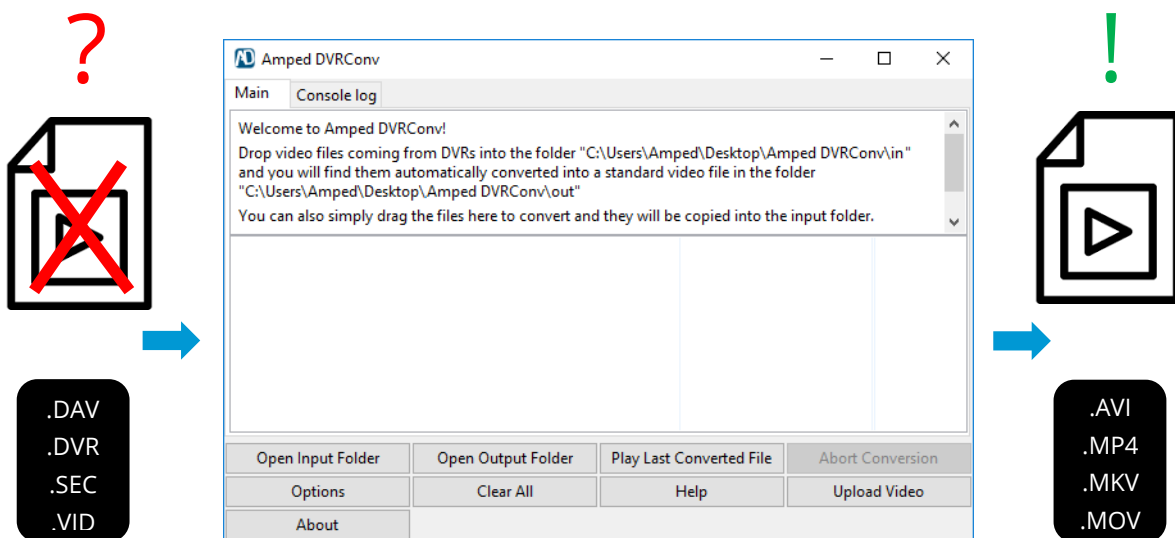 ?
!
Amped DVRConv
Main
Console log
Welcome to Amped DVRConv!
Drop video files coming from DVRs into the folder "C:\Users\Amped\Desktop\Amped DVRConv\in"
and you will find them automatically converted into a standard video file in the folder
"C:\Users\Amped\Desktop\Amped DVRConv\out"
You can also simply drag the files here to convert and they will be copied into the input folder.
.DAV
.DVR
.SEC
.VID
Open Input Folder
Open Output Folder
Play Last Converted File
Abort Conversion
Options
Clear All
Help
Upload Video
About
.AVI
.MP4
.MKV
.MOV